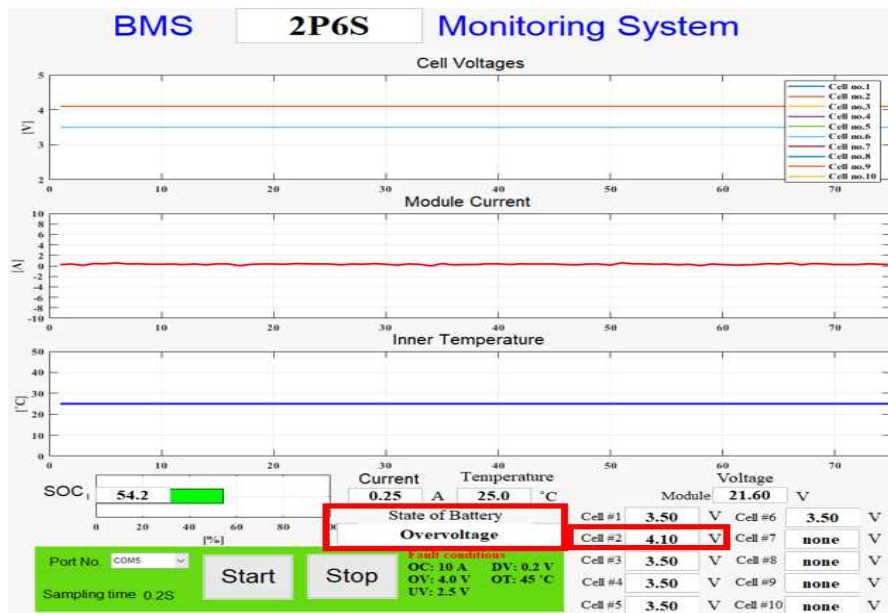 BMS 2P6S Monitoring System
Cell Voltages
5
4
3
2
[V]
0 10 20 30 40 50 60 70
Cell no.1
Cell no.2
Cell no.3
Cell no.4
Cell no.5
Cell no.6
Cell no.7
Cell no.8
Cell no.9
Cell no.10
Module Current
10
8
6
4
2
0
-2
-4
-6
-8
-10
[A]
0 10 20 30 40 50 60 70
Inner Temperature
50
40
30
20
10
0
[˚C]
0 10 20 30 40 50 60 70
SOC 54.2
0 20 40 60 80
[%]
Current Temperature
0.25 A 25.0 ˚C
Voltage
Module 21.60 V
State of Battery
Overvoltage
Cell #1 3.50 V Cell #6 3.50 V
Cell #2 4.10 V Cell #7 none V
Cell #3 3.50 V Cell #8 none V
Cell #4 3.50 V Cell #9 none V
Cell #5 3.50 V Cell #10 none V
Port No. COM5
Sampling time 0.2S
Start
Stop
Fault conditions
OC: 10 A DV: 0.2 V
OV: 4.0 V OT: 45 ˚C
UV: 2.5 V